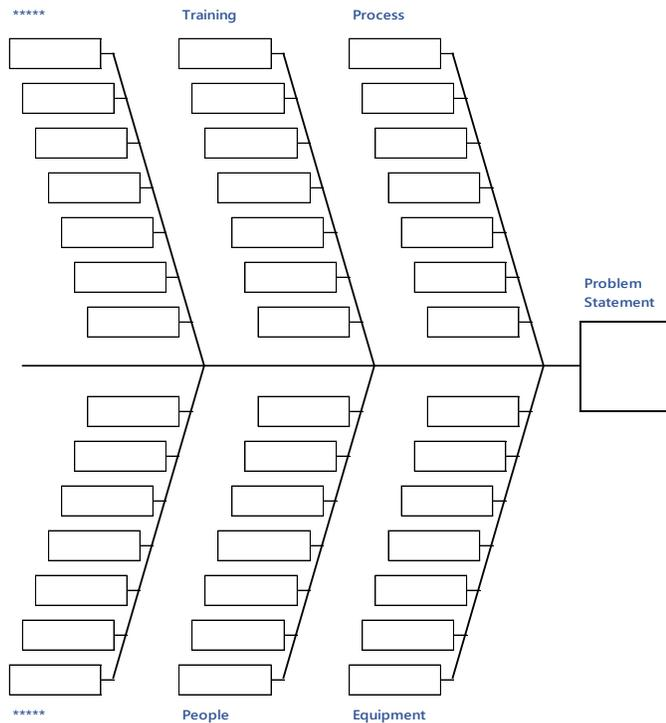 *****
Training
Process
Problem
Statement
*****
People
Equipment